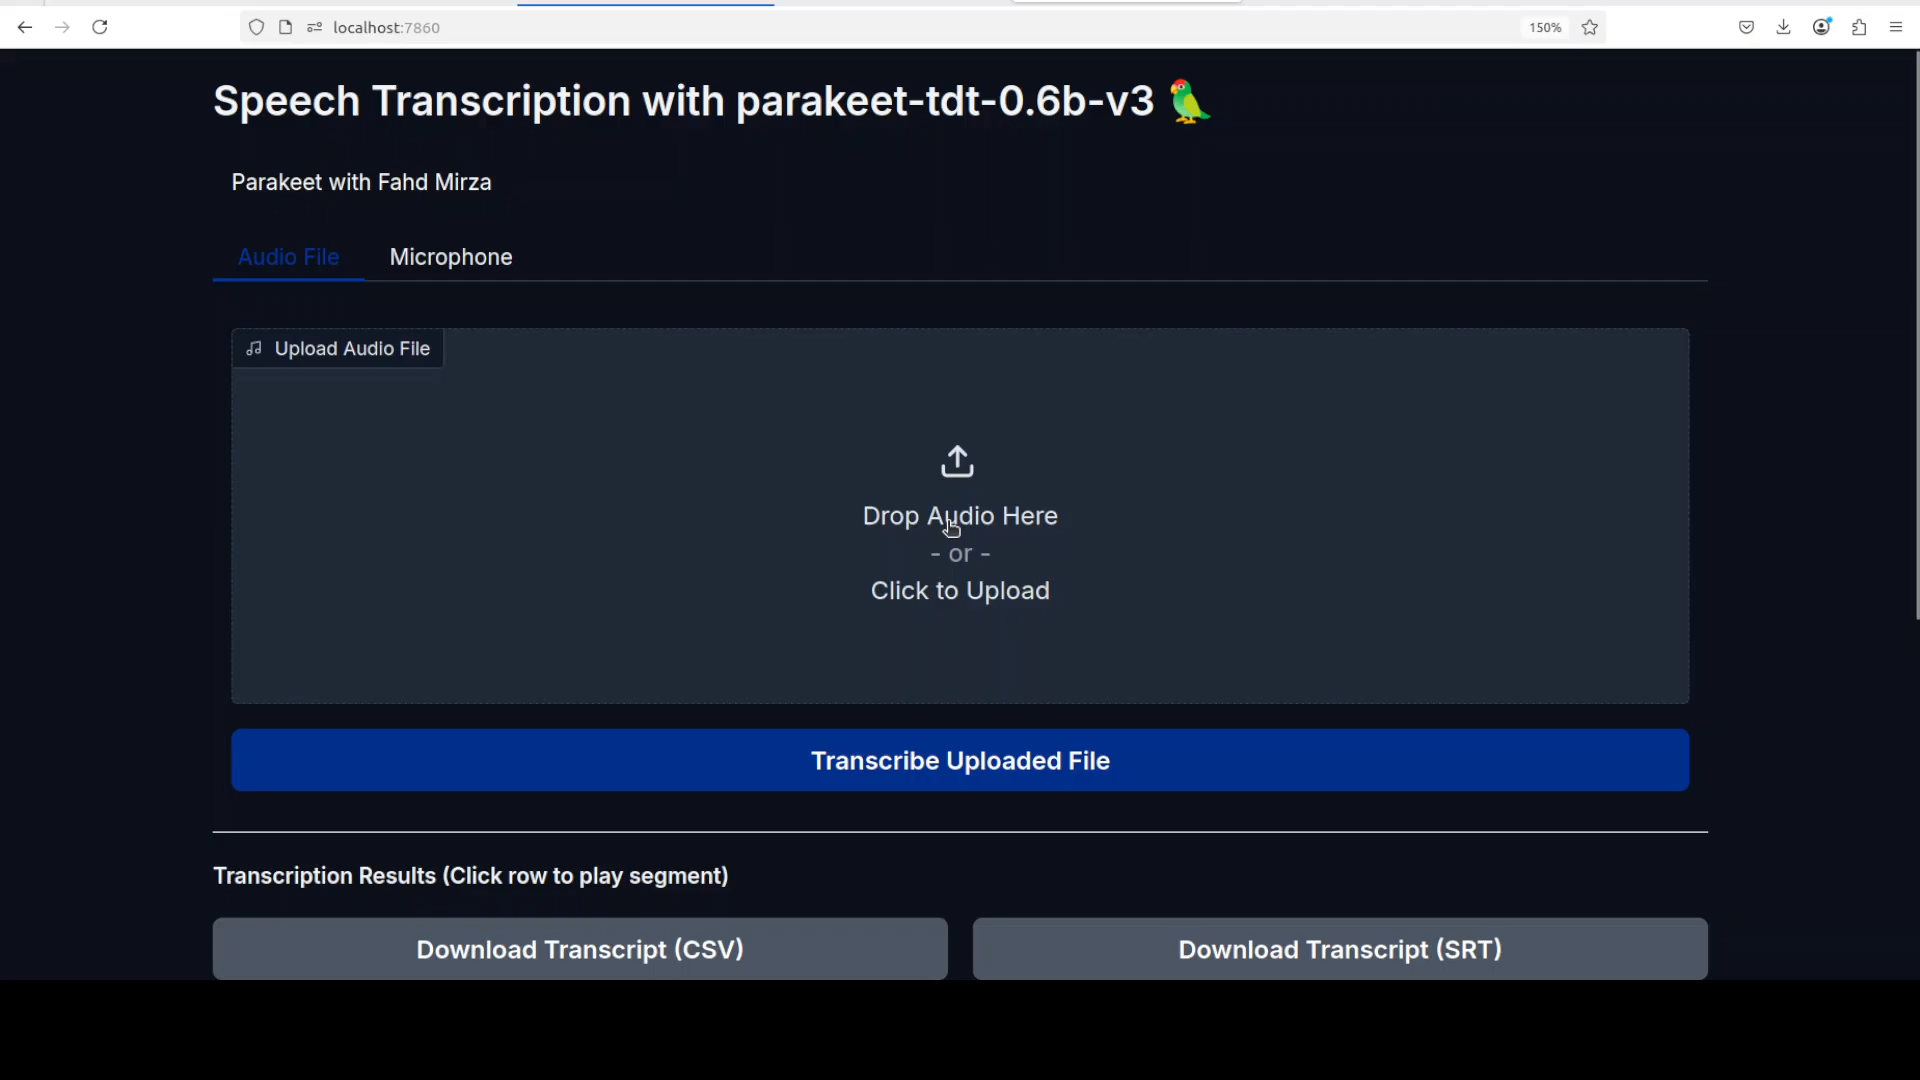 localhost:7860
150%
Speech Transcription with parakeet-tdt-0.6b-v3 🦜
Parakeet with Fahd Mirza
Audio File
Microphone
Upload Audio File
Drop Audio Here
- or -
Click to Upload
Transcribe Uploaded File
Transcription Results (Click row to play segment)
Download Transcript (CSV)
Download Transcript (SRT)